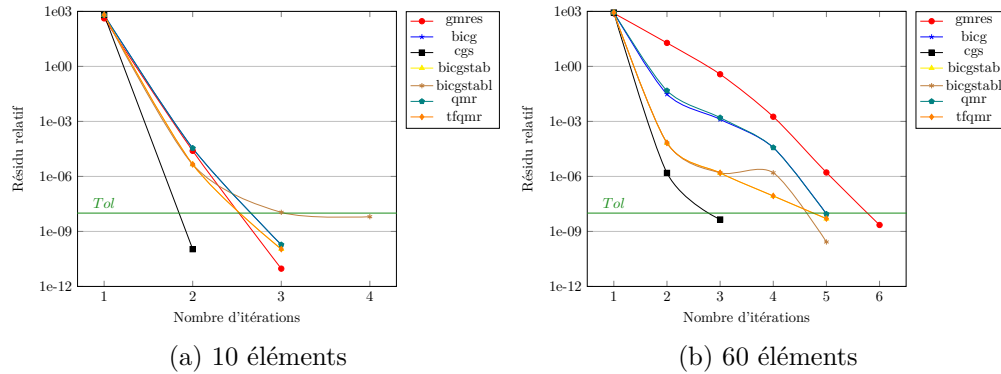 1e03
1e00
1e-03
1e-06
1e-09
1e-12
Résidu relatif
Tol
1 2 3 4
Nombre d'itérations
gmres
bicg
cgs
bicgstab
bicgstabl
qmr
tfqmr
(a) 10 éléments
1e03
1e00
1e-03
1e-06
1e-09
1e-12
Résidu relatif
Tol
1 2 3 4 5 6
Nombre d'itérations
gmres
bicg
cgs
bicgstab
bicgstabl
qmr
tfqmr
(b) 60 éléments